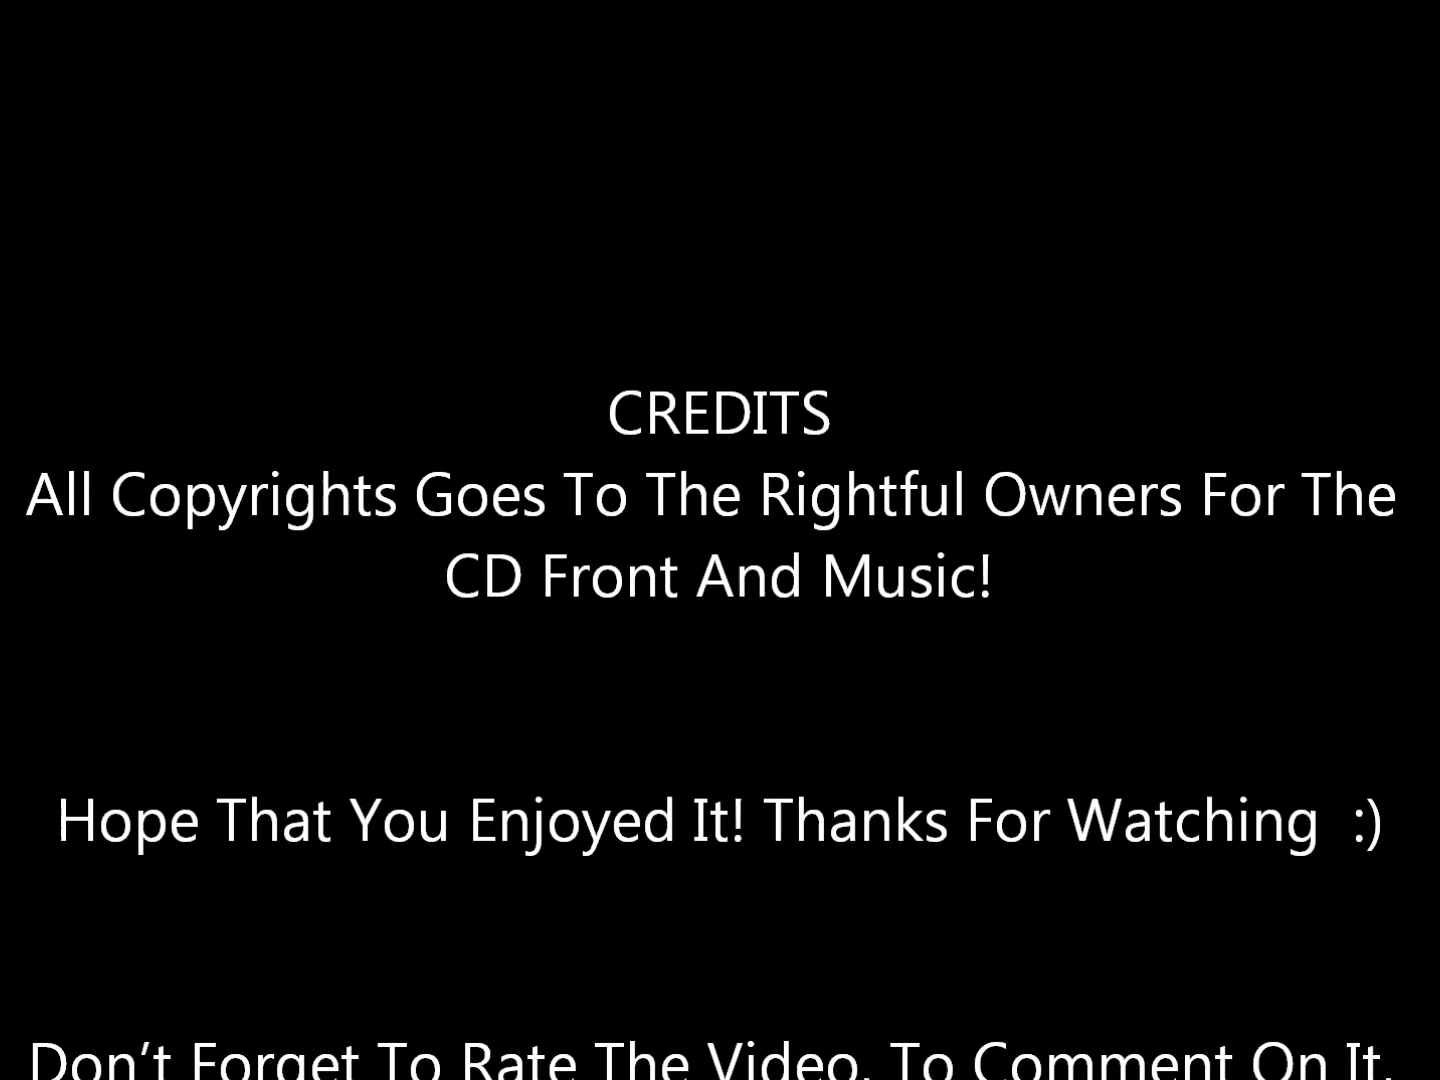 CREDITS
All Copyrights Goes To The Rightful Owners For The
CD Front And Music!
Hope That You Enjoyed It! Thanks For Watching  :)
Don’t Forget To Rate The Video, To Comment On It,